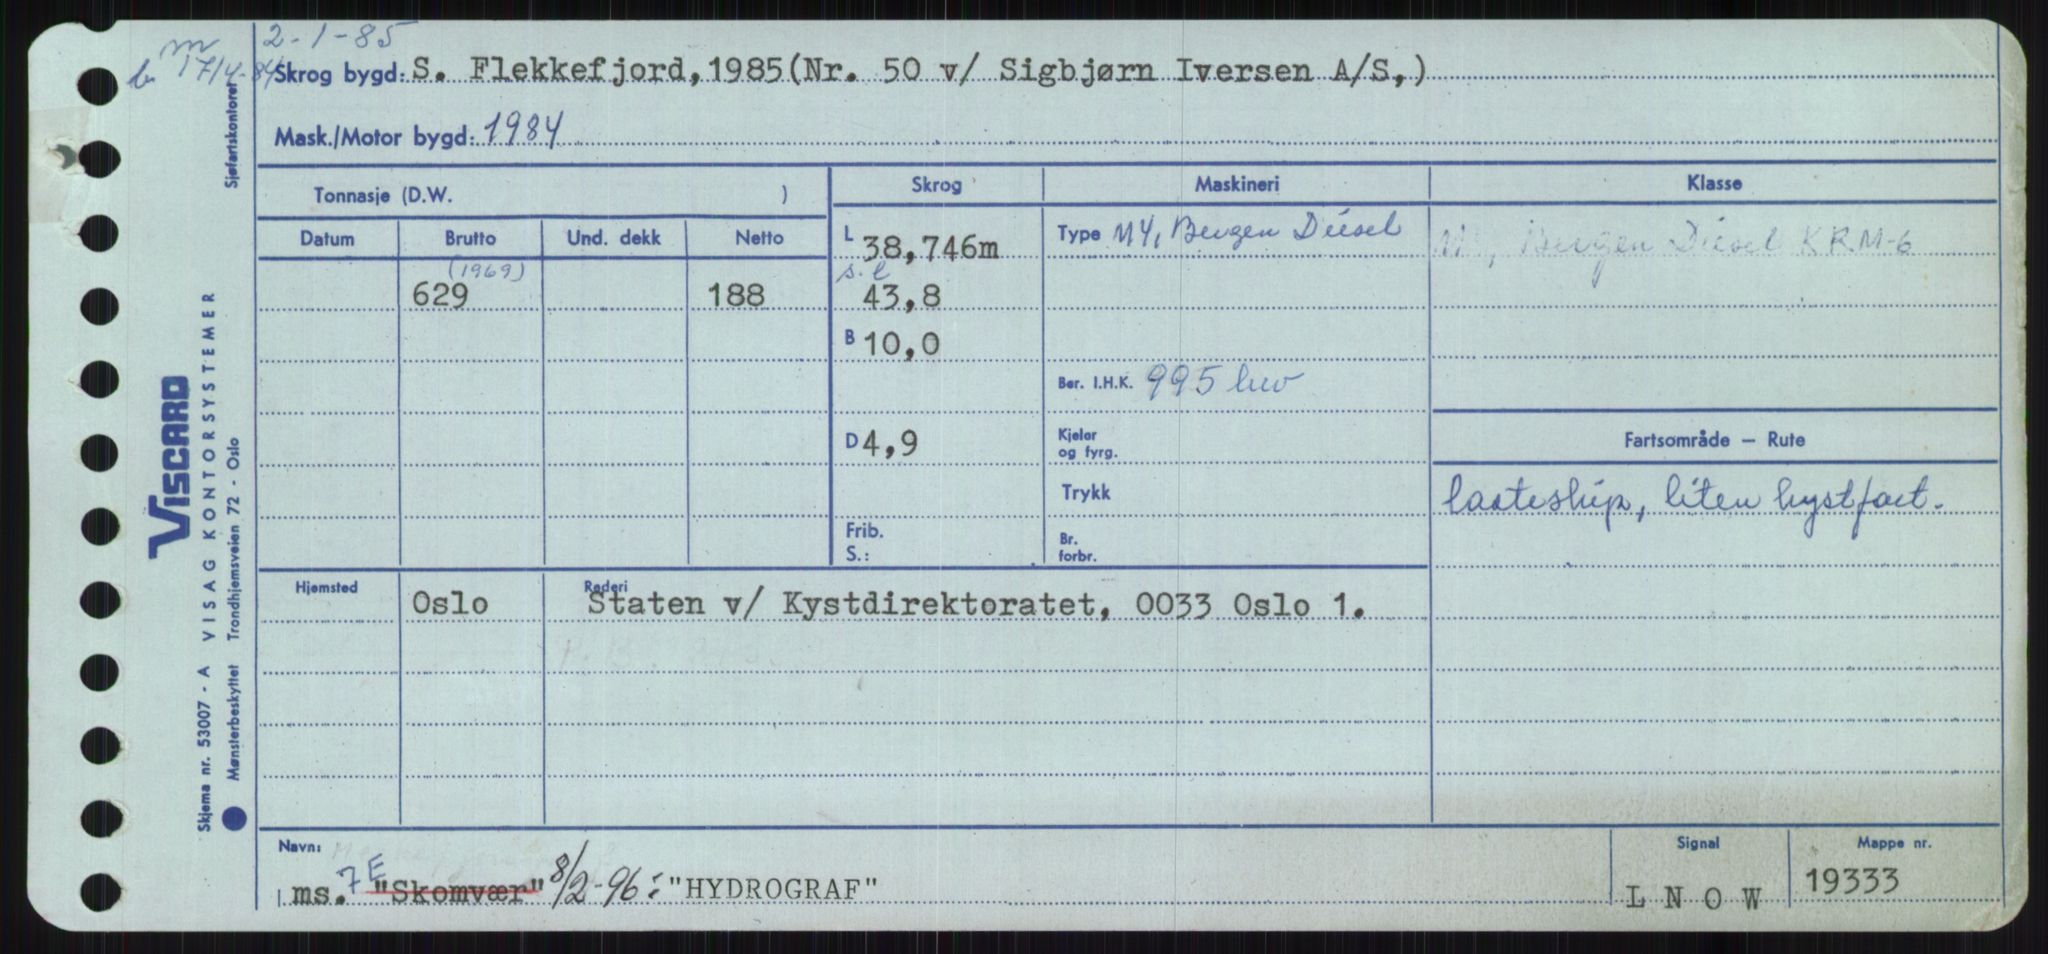 m 2-1-85
b. 17/4-84
Skrog bygd: S. Flekkefjord, 1985(Nr. 50 v/ Sigbjørn Iversen A/S,)
Mask./Motor bygd: 1984
Tonnasje (D.W. )
Skrog
Maskineri
Klasse
Datum
Brutto
Und. dekk
Netto
L 38,746m
Type M4, Bergen Diesel
Bergen Diesel KRM-6
(1969)
629
188
s.l
43,8
B 10,0
Ber. I.H.K. 995 kw
D 4,9
Kjeler
og fyrg.
Fartsområde — Rute
Trykk
lasteskip, liten kystfart.
Frib.
S.:
Br.
forbr.
Hjemsted
Oslo
Rederi
Staten v/ Kystdirektoratet, 0033 Oslo 1.
Navn:
ms. 7E "Skomvær" 8/2-96: "HYDROGRAF"
Signal
L N O W
Mappe nr.
19333
VISCARD
Skjema nr. 53007 - A VISAG KONTORSYSTEMER
Mønsterbeskyttet Trondhjemsveien 72 - Oslo
Sjøfartskontoret